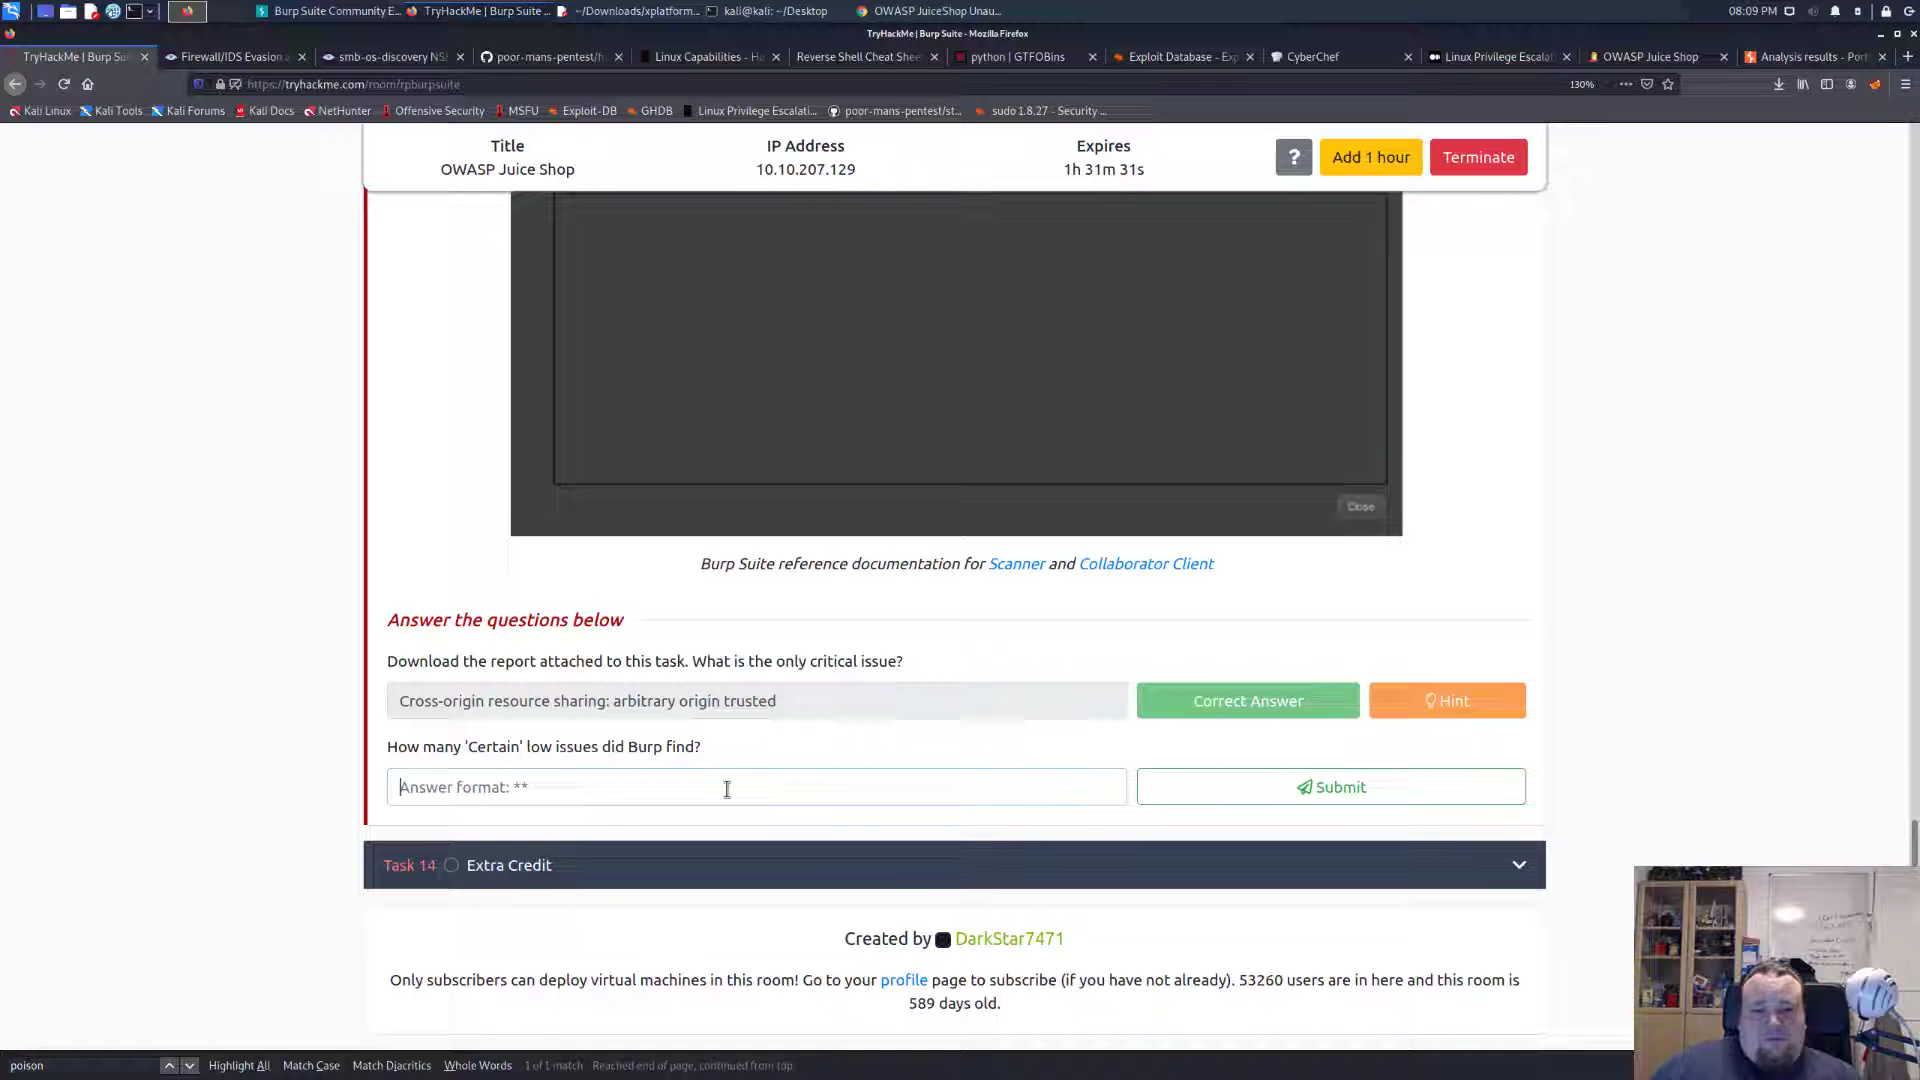 Burp Suite Community E...
TryHackMe | Burp Suite ...
~/Downloads/xplatform...
kali@kali: ~/Desktop
OWASP JuiceShop Unau...
08:09 PM
TryHackMe | Burp Suite - Mozilla Firefox
TryHackMe | Burp Sui
Firewall/IDS Evasion a
smb-os-discovery NS
poor-mans-pentest/h
Linux Capabilities - Ha
Reverse Shell Cheat Shee
python | GTFOBins
Exploit Database - Exp
CyberChef
Linux Privilege Escalat
OWASP Juice Shop
Analysis results - Port
https://tryhackme.com/room/rpburpsuite
130%
Kali Linux
Kali Tools
Kali Forums
Kali Docs
NetHunter
Offensive Security
MSFU
Exploit-DB
GHDB
Linux Privilege Escalati...
poor-mans-pentest/st...
sudo 1.8.27 - Security ...
Title
IP Address
Expires
OWASP Juice Shop
10.10.207.129
1h 31m 31s
?
Add 1 hour
Terminate
Close
Burp Suite reference documentation for Scanner and Collaborator Client
Answer the questions below
Download the report attached to this task. What is the only critical issue?
Cross-origin resource sharing: arbitrary origin trusted
Correct Answer
Hint
How many 'Certain' low issues did Burp find?
Answer format: **
Submit
Task 14
Extra Credit
Created by DarkStar7471
Only subscribers can deploy virtual machines in this room! Go to your profile page to subscribe (if you have not already). 53260 users are in here and this room is
589 days old.
poison
Highlight All
Match Case
Match Diacritics
Whole Words
1 of 1 match
Reached end of page, continued from top